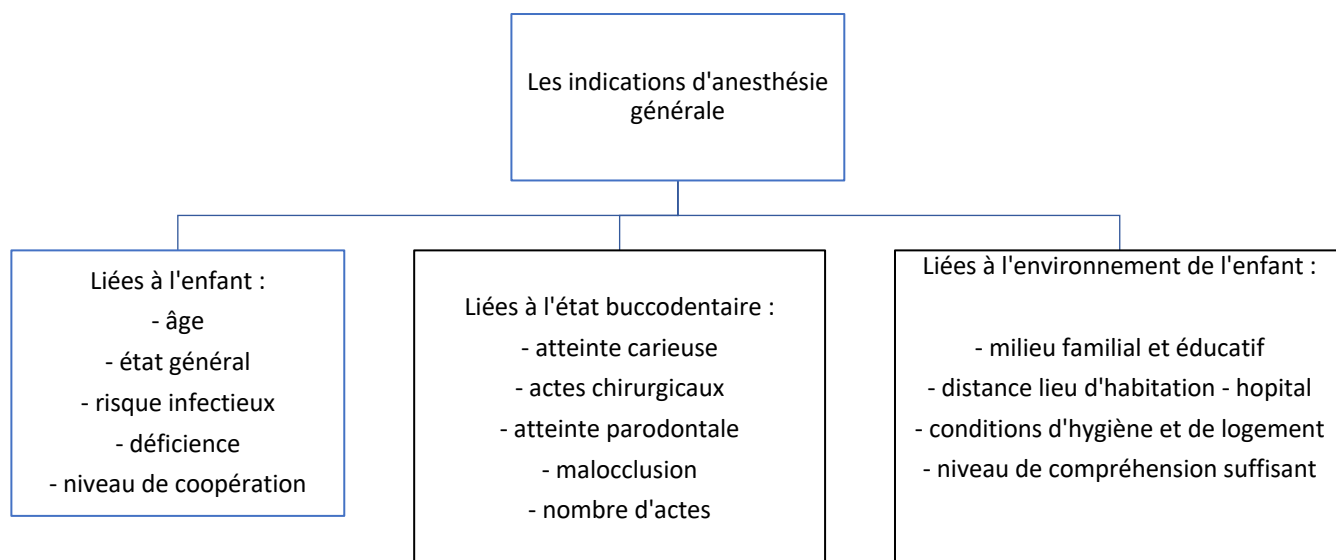 Les indications d'anesthésie
générale
Liées à l'enfant :
- âge
- état général
- risque infectieux
- déficience
- niveau de coopération
Liées à l'état buccodentaire :
- atteinte carieuse
- actes chirurgicaux
- atteinte parodontale
- malocclusion
- nombre d'actes
Liées à l'environement de l'enfant :
- milieu familial et éducatif
- distance lieu d'habitation - hopital
- conditions d'hygiène et de logement
- niveau de compréhension suffisant